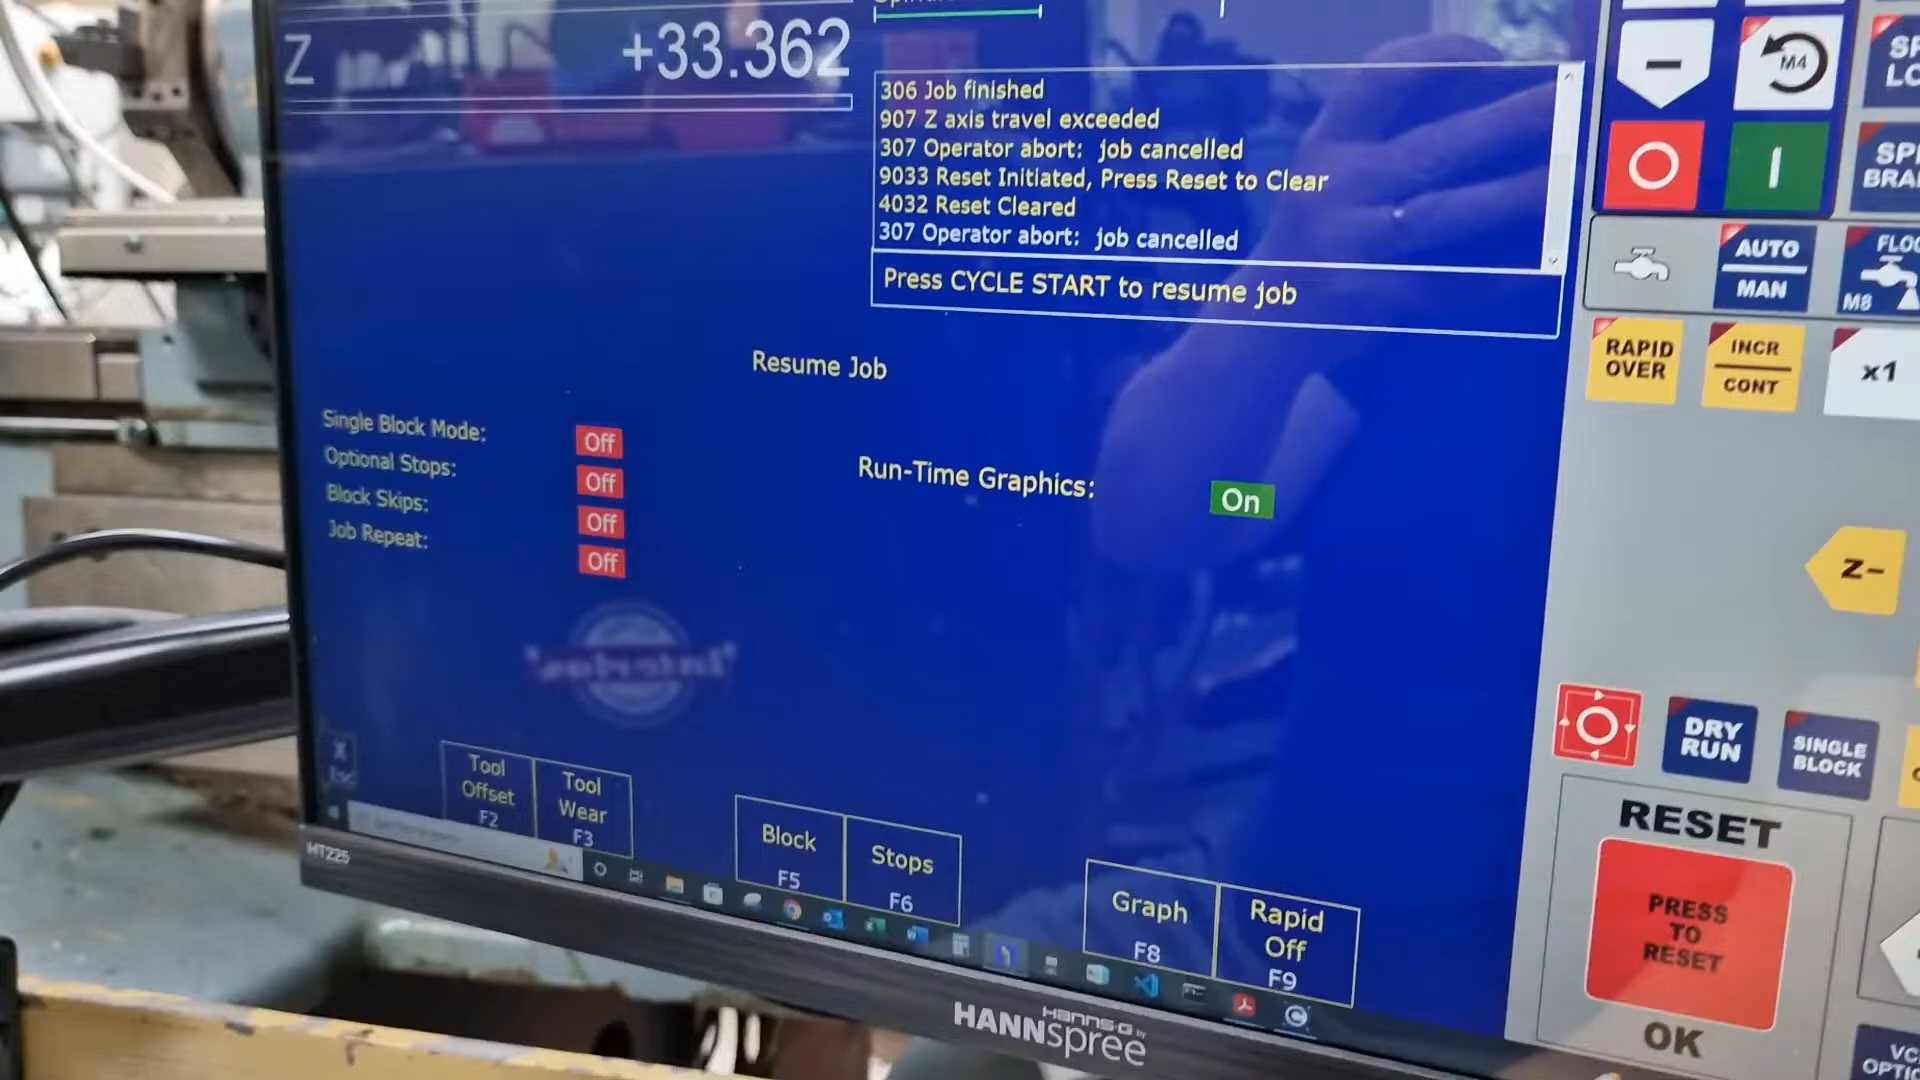 Z +33.362
306 Job finished
907 Z axis travel exceeded
307 Operator abort: job cancelled
9033 Reset Initiated, Press Reset to Clear
4032 Reset Cleared
307 Operator abort: job cancelled
Press CYCLE START to resume job
Resume Job
Single Block Mode: Off
Optional Stops: Off
Block Skips: Off
Job Repeat: Off
Run-Time Graphics: On
Tool
Offset
F2
Tool
Wear
F3
Block
F5
Stops
F6
Graph
F8
Rapid
Off
F9
X
Esc
HT225
HANNS-G by
HANNspree
M4
AUTO
MAN
M8
RAPID
OVER
INCR
CONT
x1
Z-
DRY
RUN
SINGLE
BLOCK
RESET
PRESS
TO
RESET
OK